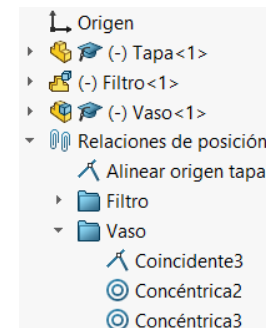 Origen
(-) Tapa<1>
(-) Filtro<1>
(-) Vaso<1>
Relaciones de posición
Alinear origen tapa
Filtro
Vaso
Coincidente3
Concéntrica2
Concéntrica3